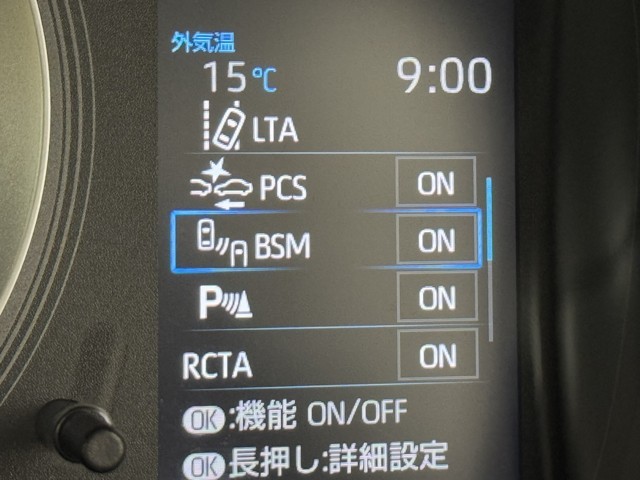 外気温
15℃ 9:00
LTA
PCS ON
BSM ON
P ON
RCTA ON
OK:機能 ON/OFF
OK長押し:詳細設定